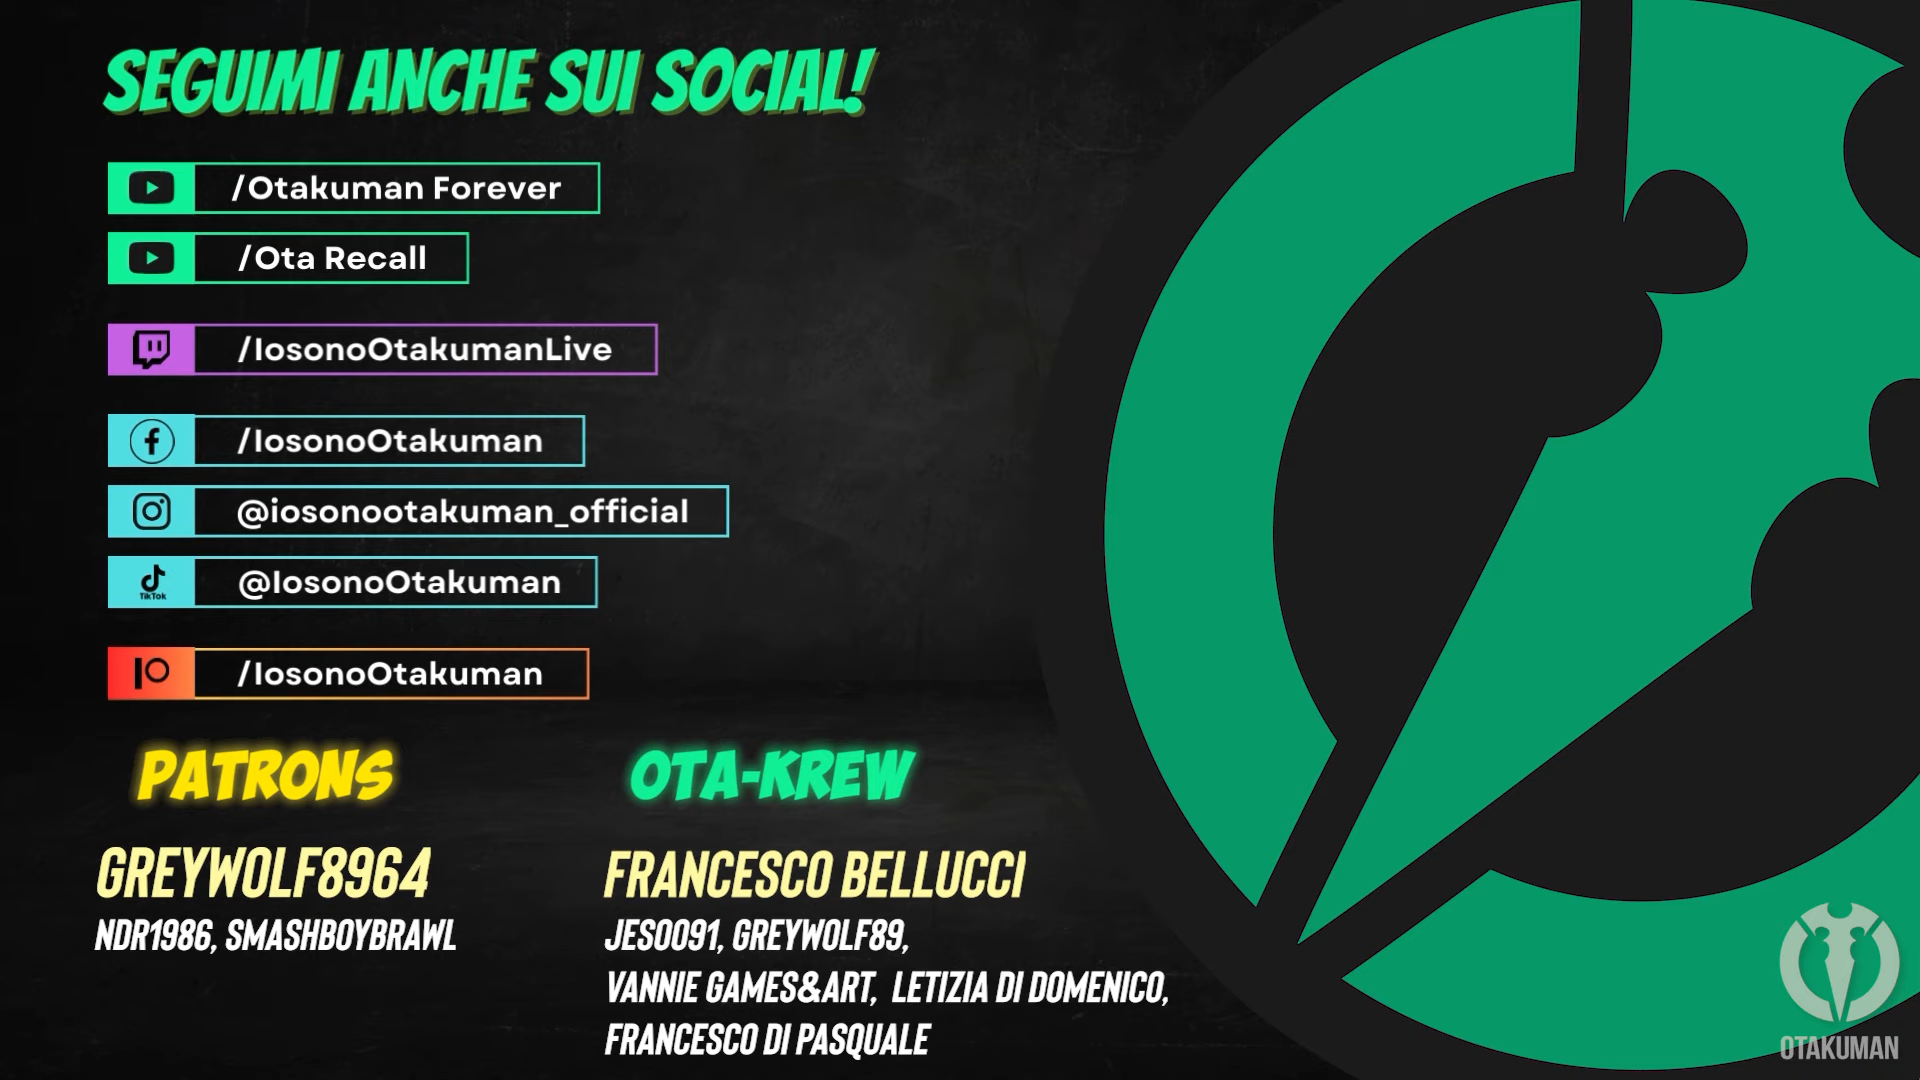 SEGUIMI ANCHE SUI SOCIAL!
/Otakuman Forever
/Ota Recall
/IosonoOtakumanLive
/IosonoOtakuman
@iosonootakuman_official
TikTok
@IosonoOtakuman
/IosonoOtakuman
PATRONS
GREYWOLF8964
NDR1986, SMASHBOYBRAWL
OTA-KREW
FRANCESCO BELLUCCI
JESO091, GREYWOLF89,
VANNIE GAMES&ART, LETIZIA DI DOMENICO,
FRANCESCO DI PASQUALE
OTAKUMAN